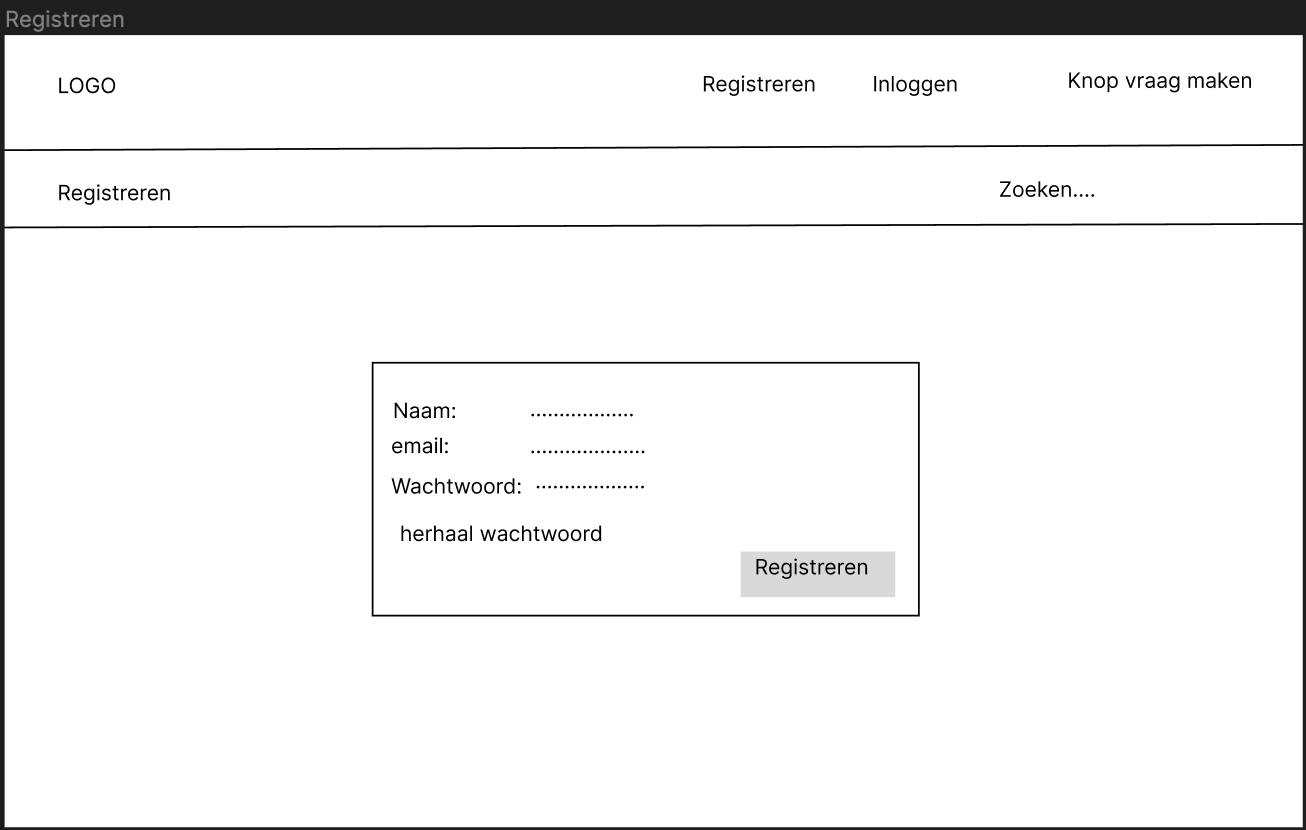 Registreren
LOGO Registreren Inloggen Knop vraag maken
Registreren Zoeken....
Naam: ..................
email: ....................
Wachtwoord: ...................
herhaal wachtwoord
Registreren